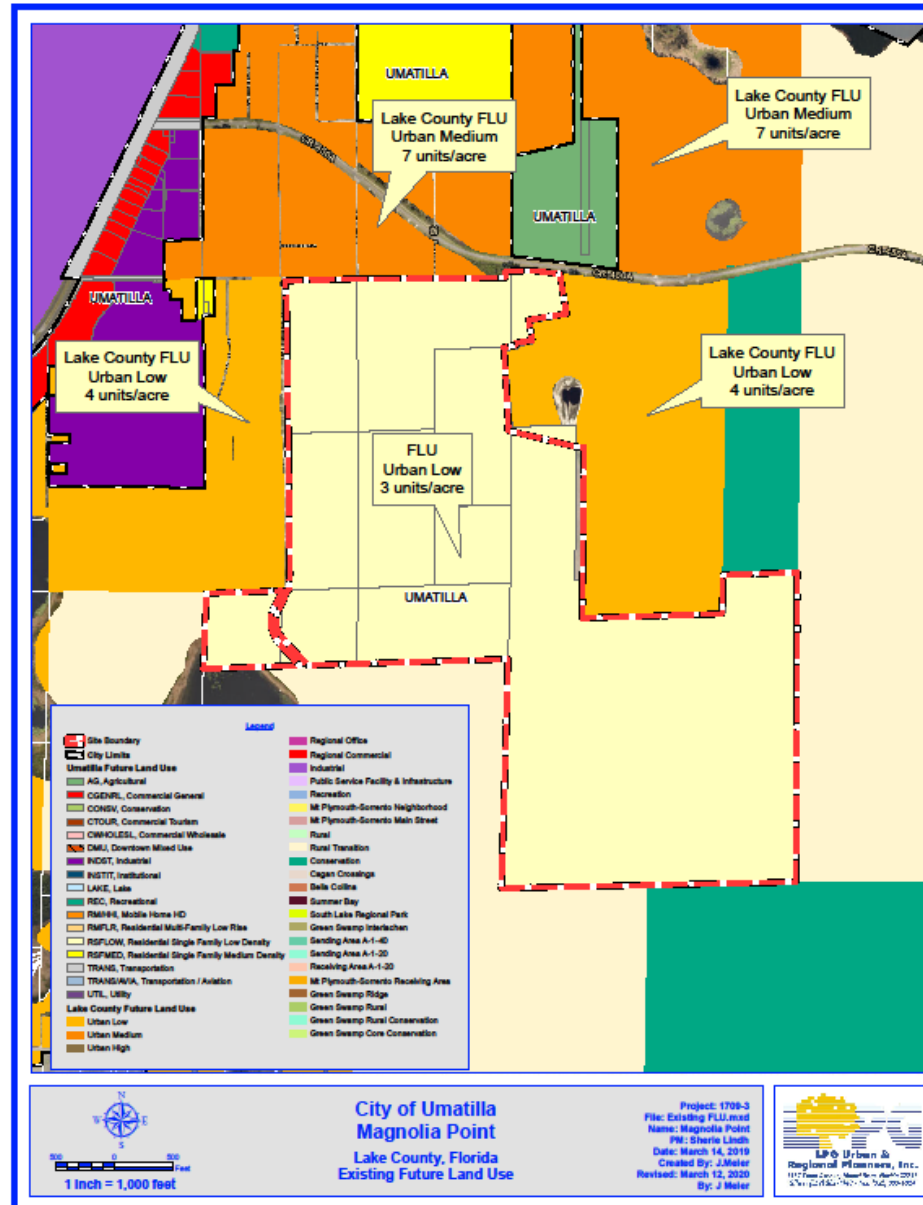 UMATILLA
Lake County FLU
Urban Medium
7 units/acre
Lake County FLU
Urban Medium
7 units/acre
UMATILLA
UMATILLA
Lake County FLU
Urban Low
4 units/acre
Lake County FLU
Urban Low
4 units/acre
FLU
Urban Low
3 units/acre
UMATILLA
Legend
Site Boundary
City Limits
Umatilla Future Land Use
AG, Agricultural
CGENRL, Commercial General
CONSV, Conservation
CTOUR, Commercial Tourism
CWHOLESL, Commercial Wholesale
DMU, Downtown Mixed Use
INDST, Industrial
INSTIT, Institutional
LAKE, Lake
REC, Recreational
Mobile Home HD
RMFLR, Residential Multi-Family Low Rise
RSFLOW, Residential Single Family Low Density
RSFMED, Residential Single Family Medium Density
TRANS, Transportation
TRANS/AVIA, Transportation / Aviation
UTIL, Utility
Lake County Future Land Use
Urban Low
Urban Medium
Urban High
Regional Office
Regional Commercial
Industrial
Public Service Facility & Infrastructure
Recreation
Mt Plymouth-Sorrento Neighborhood
Mt Plymouth-Sorrento Main Street
Rural
Rural Transition
Conservation
Cagan Crossings
Bella Collina
Summer Bay
South Lake Regional Park
Green Swamp Interlachen
Sending Area A-1-40
Sending Area A-1-20
Receiving Area A-1-20
Mt Plymouth-Sorrento Receiving Area
Green Swamp Ridge
Green Swamp Rural
Green Swamp Rural Conservation
Green Swamp Core Conservation
N
W E
S
500 0 500
Feet
1 inch = 1,000 feet
City of Umatilla
Magnolia Point
Lake County, Florida
Existing Future Land Use
Project: 1709-3
File: Existing FLU.mxd
Name: Magnolia Point
PM: Sherie Lindh
Date: March 14, 2019
Created By: J.Meier
Revised: March 12, 2020
By: J Meier
LPG Urban &
Regional Planners, Inc.